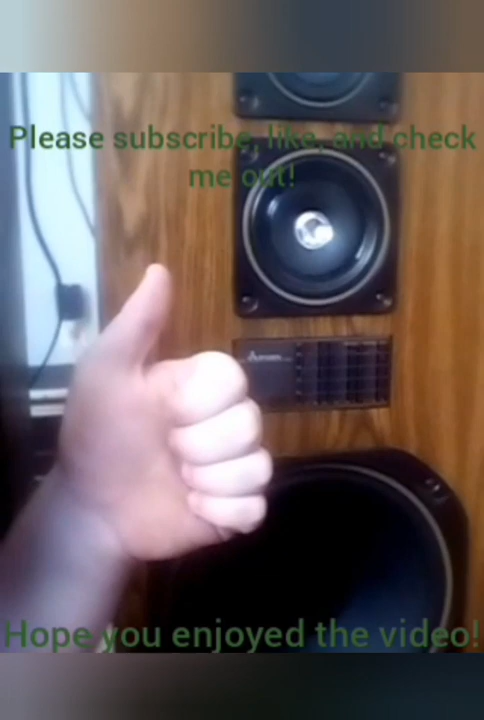 Please subscribe, like, and check
me out!
Hope you enjoyed the video!